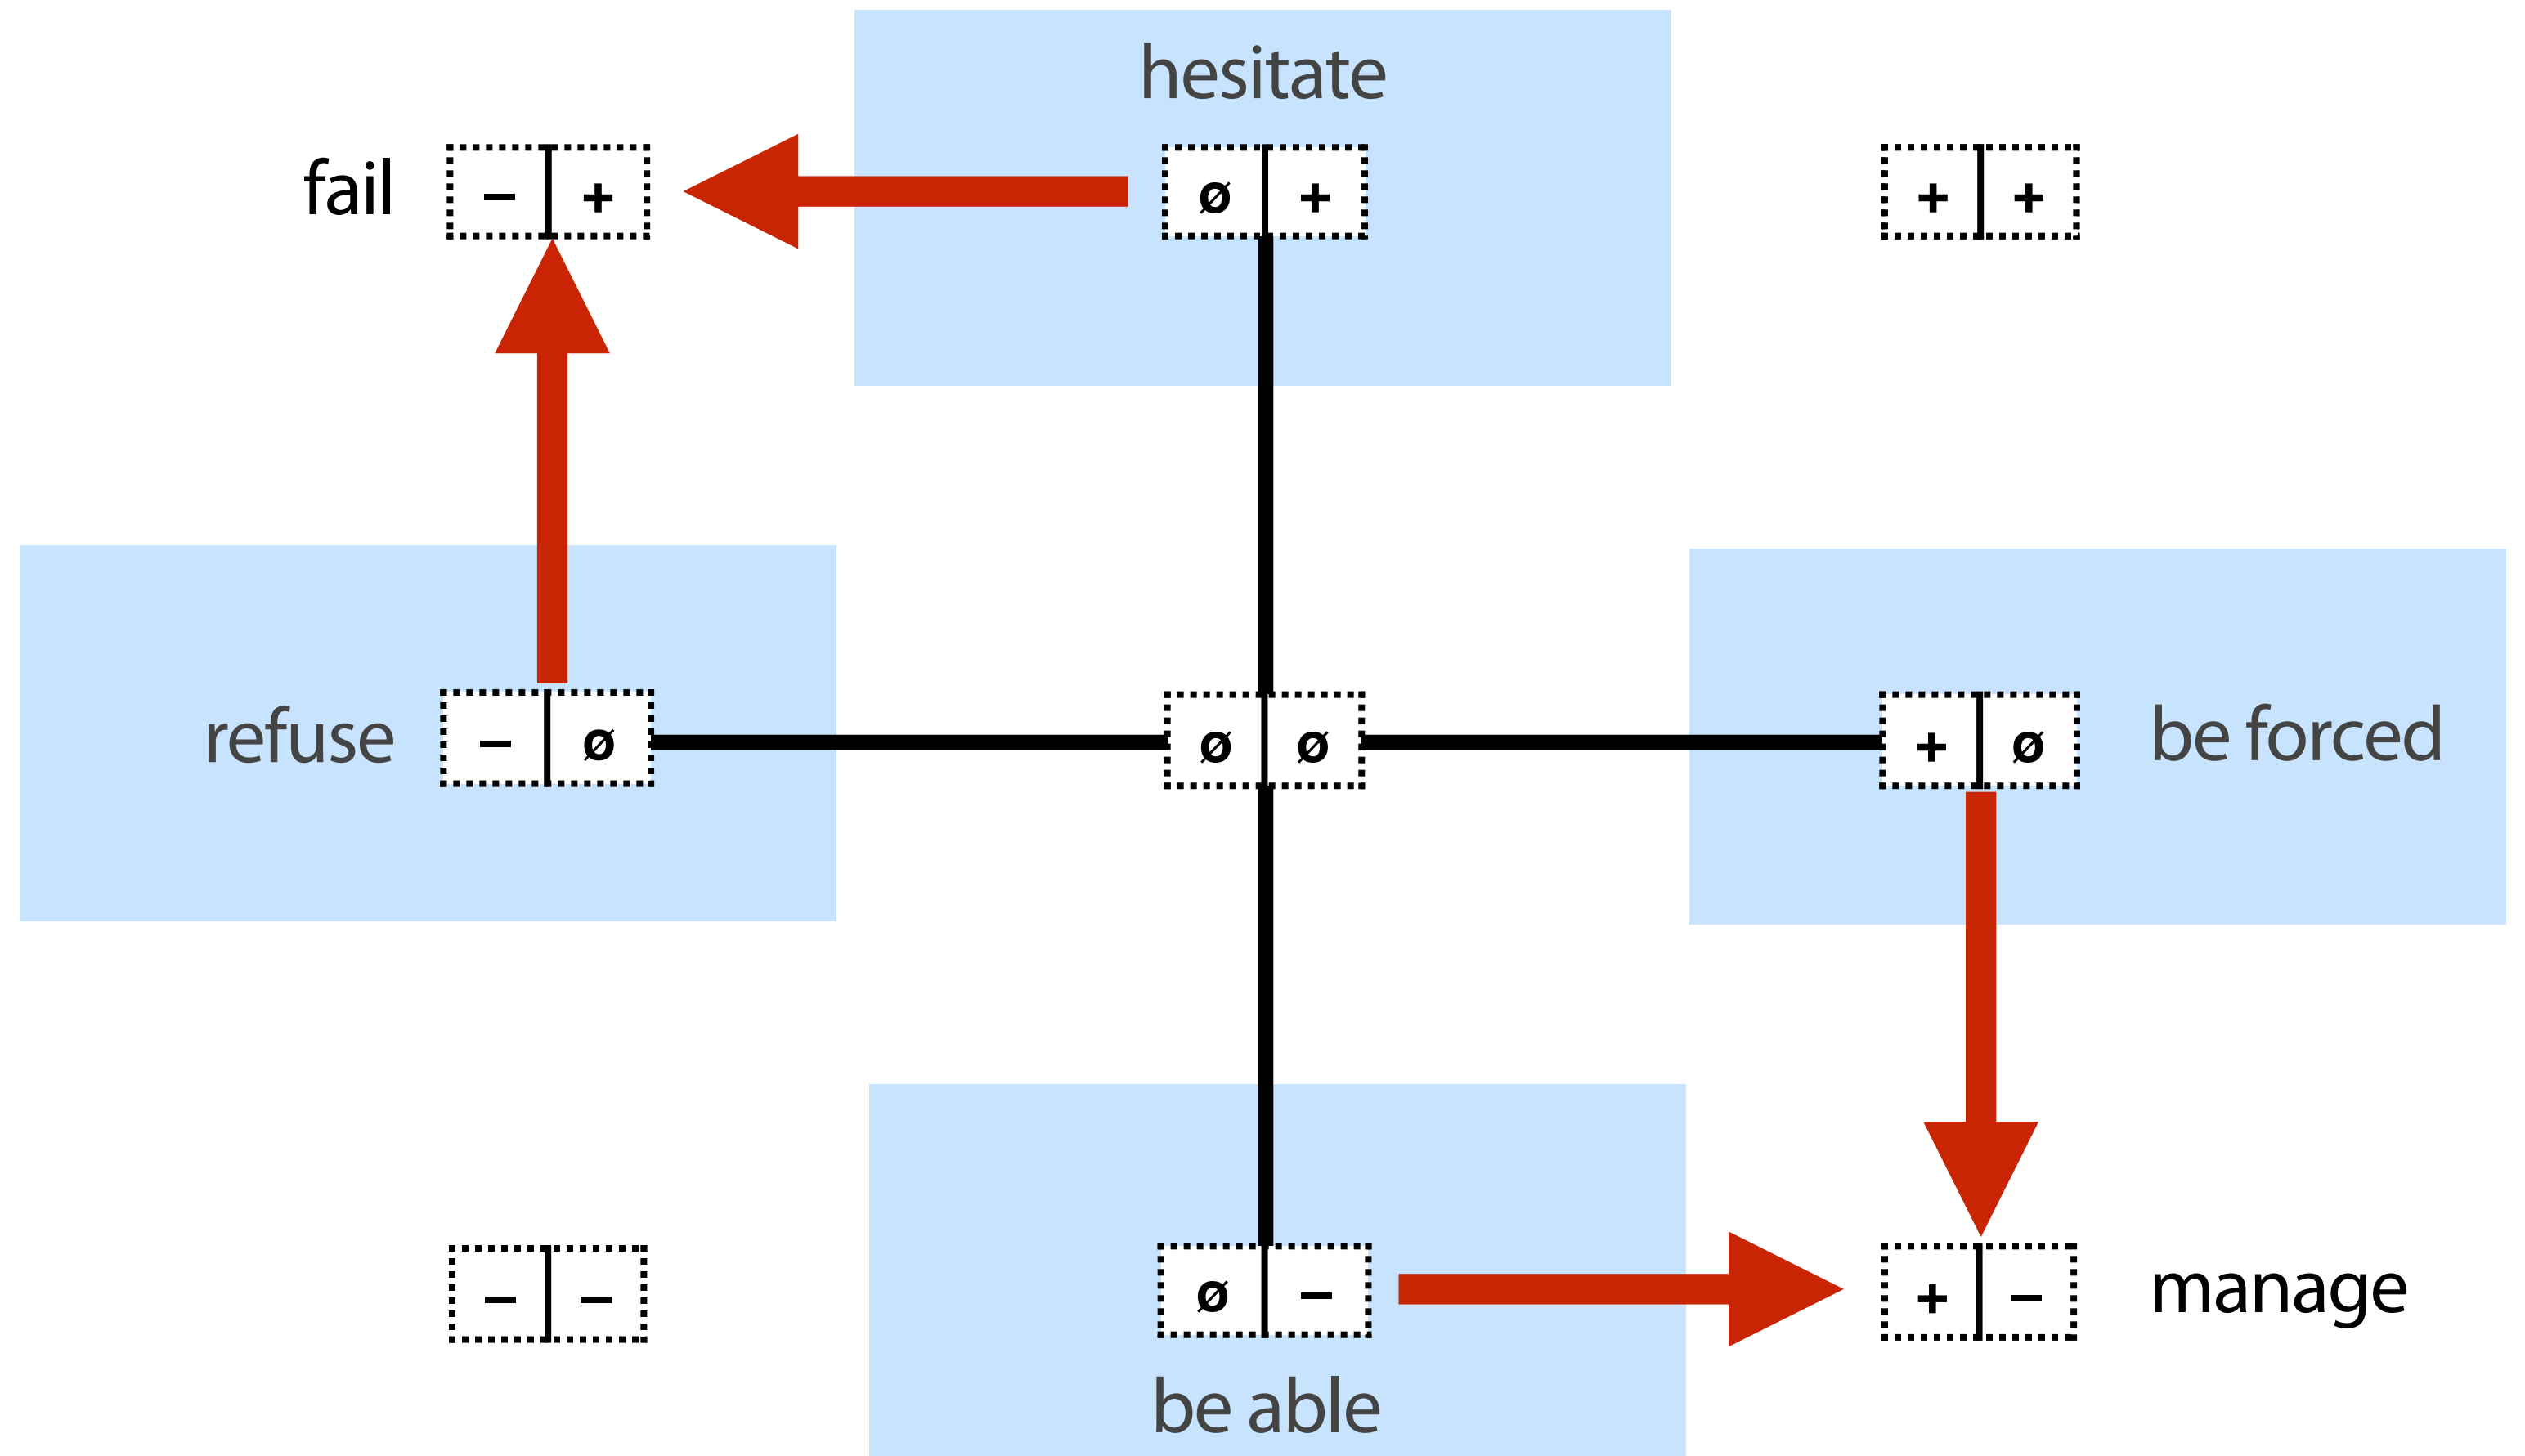 hesitate
fail – + ø + + +
refuse – ø ø ø + ø be forced
– – ø – + – manage
be able